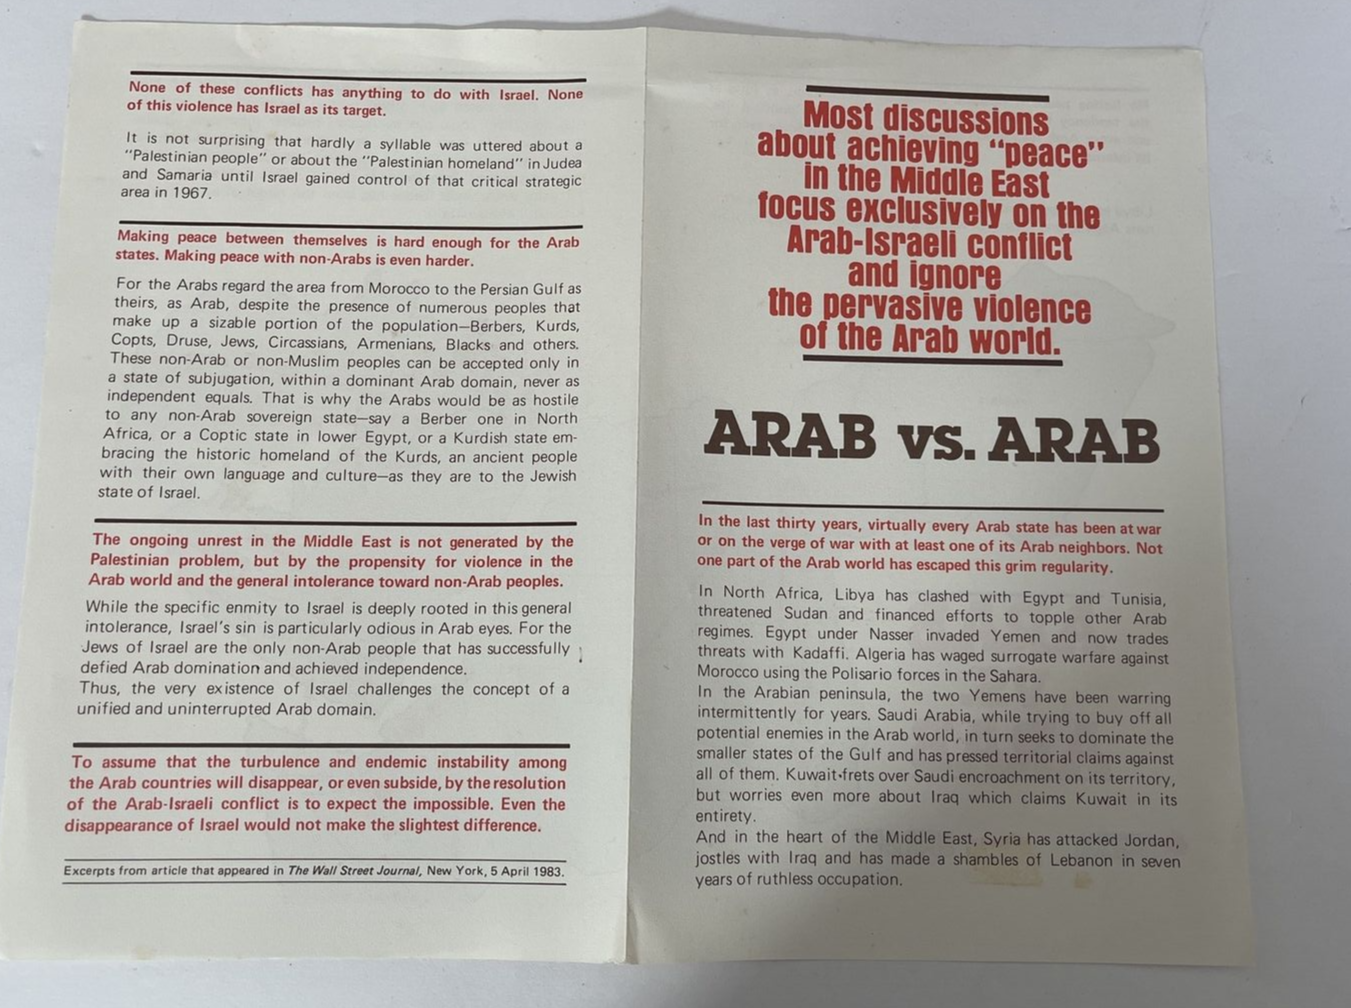 None of these conflicts has anything to do with Israel. None
of this violence has Israel as its target.
It is not surprising that hardly a syllable was uttered about a
"Palestinian people" or about the "Palestinian homeland" in Judea
and Samaria until Israel gained control of that critical strategic
area in 1967.
Making peace between themselves is hard enough for the Arab
states. Making peace with non-Arabs is even harder.
For the Arabs regard the area from Morocco to the Persian Gulf as
theirs, as Arab, despite the presence of numerous peoples that
make up a sizable portion of the population—Berbers, Kurds,
Copts, Druse, Jews, Circassians, Armenians, Blacks and others.
These non-Arab or non-Muslim peoples can be accepted only in
a state of subjugation, within a dominant Arab domain, never as
independent equals. That is why the Arabs would be as hostile
to any non-Arab sovereign state—say a Berber one in North
Africa, or a Coptic state in lower Egypt, or a Kurdish state em-
bracing the historic homeland of the Kurds, an ancient people
with their own language and culture—as they are to the Jewish
state of Israel.
The ongoing unrest in the Middle East is not generated by the
Palestinian problem, but by the propensity for violence in the
Arab world and the general intolerance toward non-Arab peoples.
While the specific enmity to Israel is deeply rooted in this general
intolerance, Israel's sin is particularly odious in Arab eyes. For the
Jews of Israel are the only non-Arab people that has successfully
defied Arab domination and achieved independence.
Thus, the very existence of Israel challenges the concept of a
unified and uninterrupted Arab domain.
To assume that the turbulence and endemic instability among
the Arab countries will disappear, or even subside, by the resolution
of the Arab-Israeli conflict is to expect the impossible. Even the
disappearance of Israel would not make the slightest difference.
Excerpts from article that appeared in The Wall Street Journal, New York, 5 April 1983.
Most discussions
about achieving "peace"
in the Middle East
focus exclusively on the
Arab-Israeli conflict
and ignore
the pervasive violence
of the Arab world.
ARAB vs. ARAB
In the last thirty years, virtually every Arab state has been at war
or on the verge of war with at least one of its Arab neighbors. Not
one part of the Arab world has escaped this grim regularity.
In North Africa, Libya has clashed with Egypt and Tunisia,
threatened Sudan and financed efforts to topple other Arab
regimes. Egypt under Nasser invaded Yemen and now trades
threats with Kadaffi. Algeria has waged surrogate warfare against
Morocco using the Polisario forces in the Sahara.
In the Arabian peninsula, the two Yemens have been warring
intermittently for years. Saudi Arabia, while trying to buy off all
potential enemies in the Arab world, in turn seeks to dominate the
smaller states of the Gulf and has pressed territorial claims against
all of them. Kuwait frets over Saudi encroachment on its territory,
but worries even more about Iraq which claims Kuwait in its
entirety.
And in the heart of the Middle East, Syria has attacked Jordan,
jostles with Iraq and has made a shambles of Lebanon in seven
years of ruthless occupation.